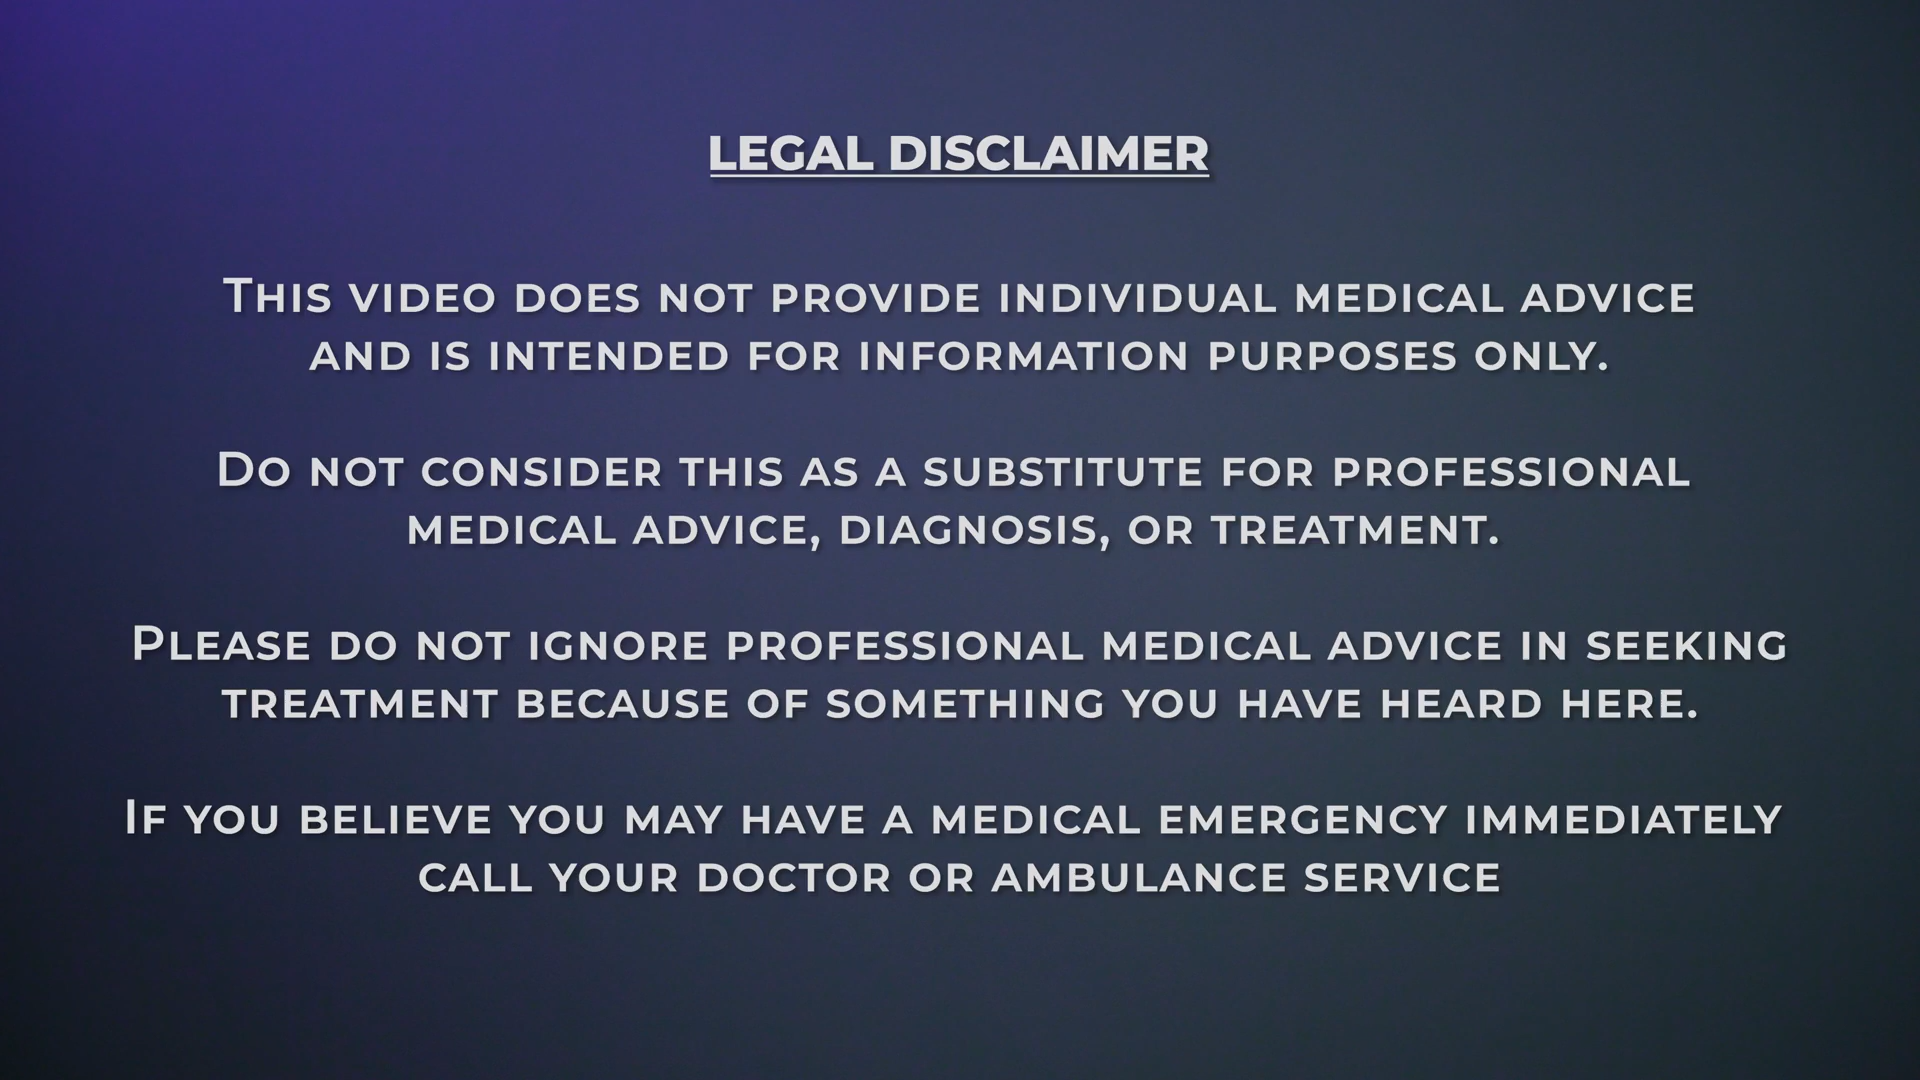 LEGAL DISCLAIMER
This video does not provide individual medical advice
and is intended for information purposes only.
Do not consider this as a substitute for professional
medical advice, diagnosis, or treatment.
Please do not ignore professional medical advice in seeking
treatment because of something you have heard here.
If you believe you may have a medical emergency immediately
call your doctor or ambulance service